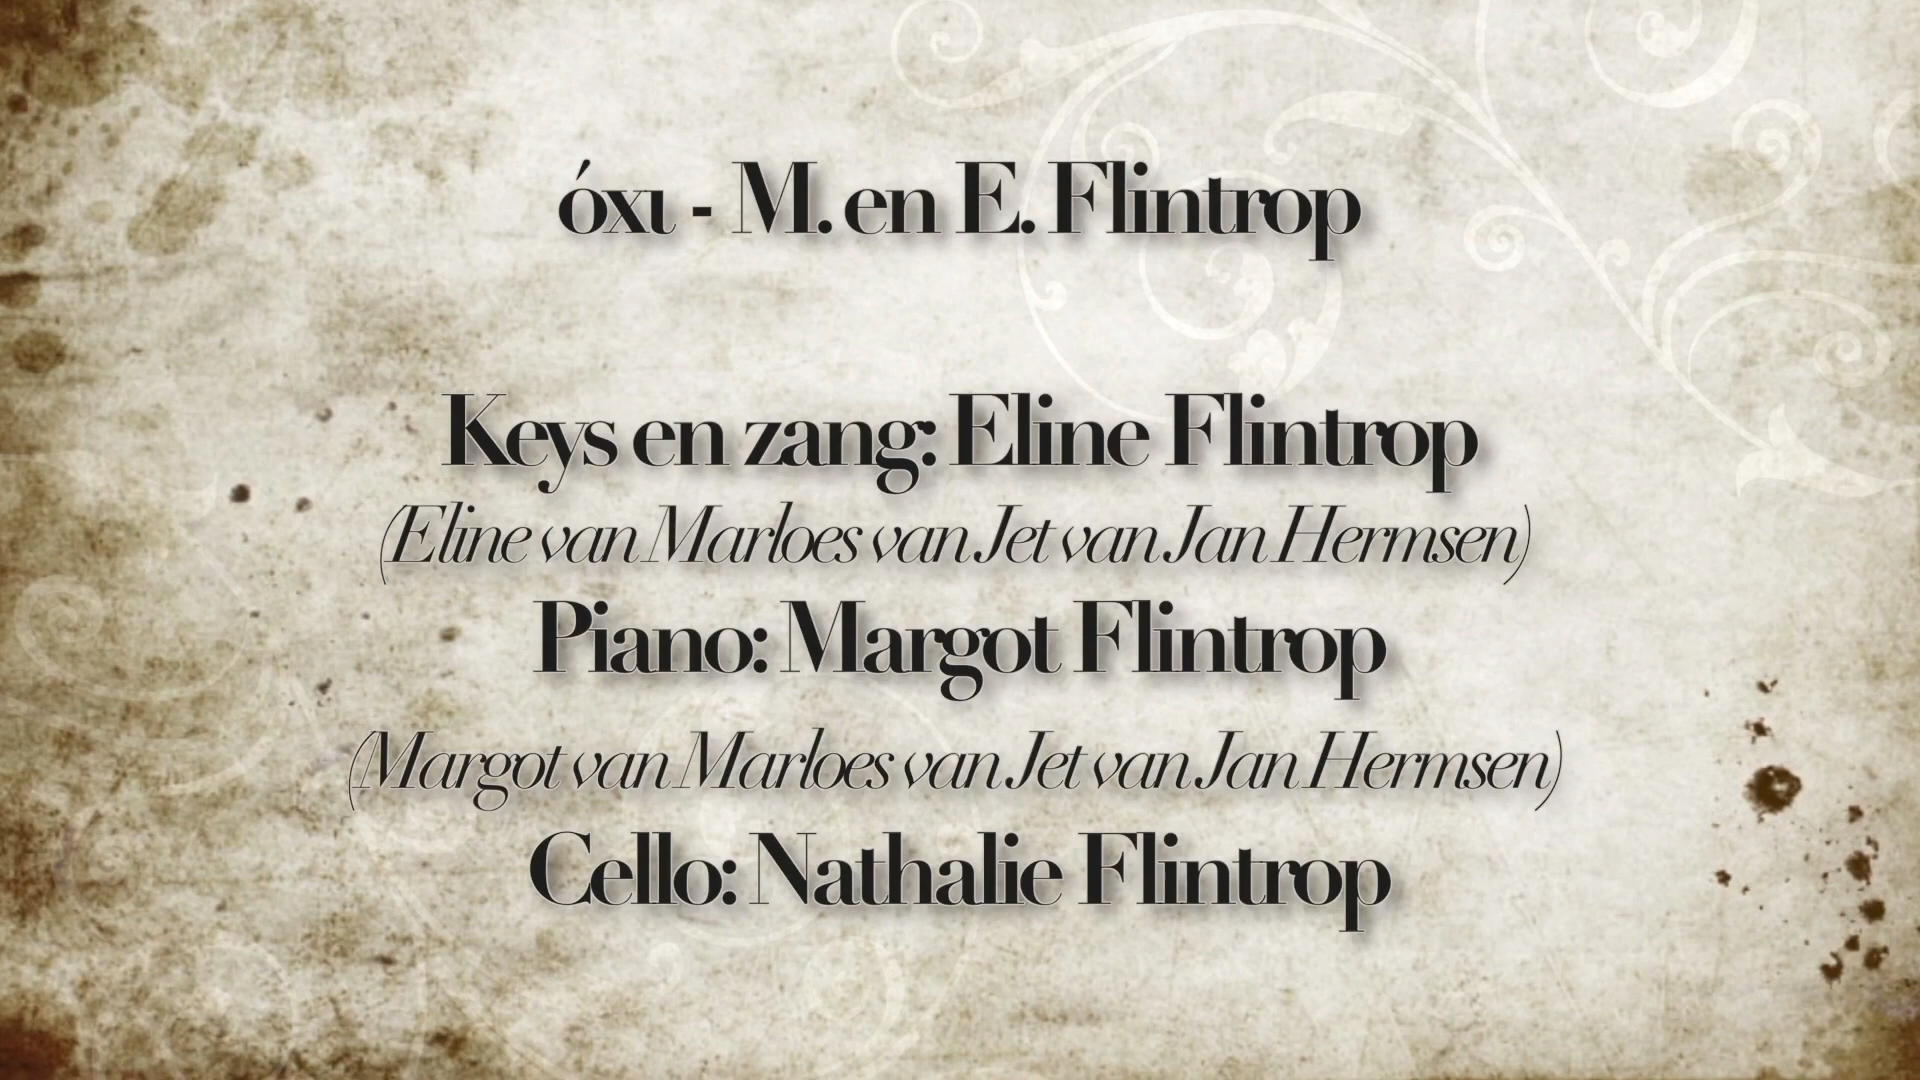 όχι - M. en E. Flintrop
Keys en zang: Eline Flintrop
(Eline van Marloes van Jet van Jan Hermsen)
Piano: Margot Flintrop
(Margot van Marloes van Jet van Jan Hermsen)
Cello: Nathalie Flintrop